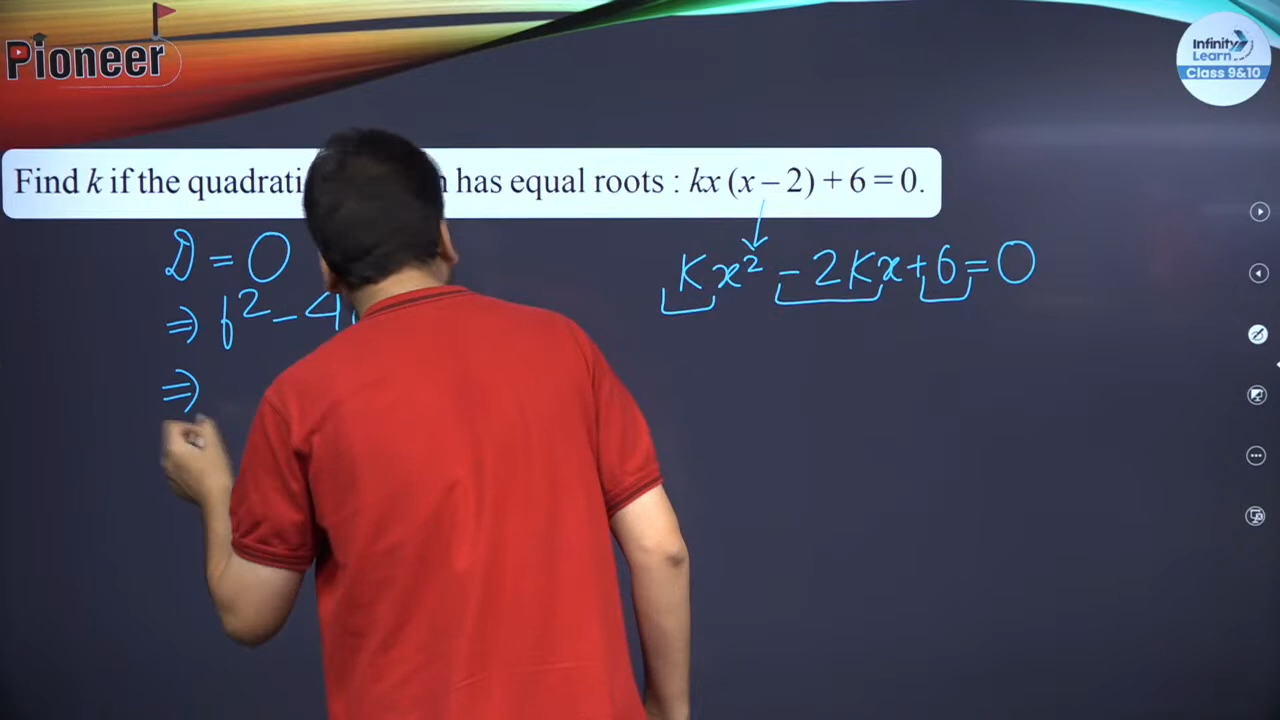 Pioneer
Infinity
Learn
Class 9&10
Find k if the quadrati has equal roots : kx (x – 2) + 6 = 0.
D = 0
Kx² - 2Kx + 6 = 0
⇒ b² - 4
⇒